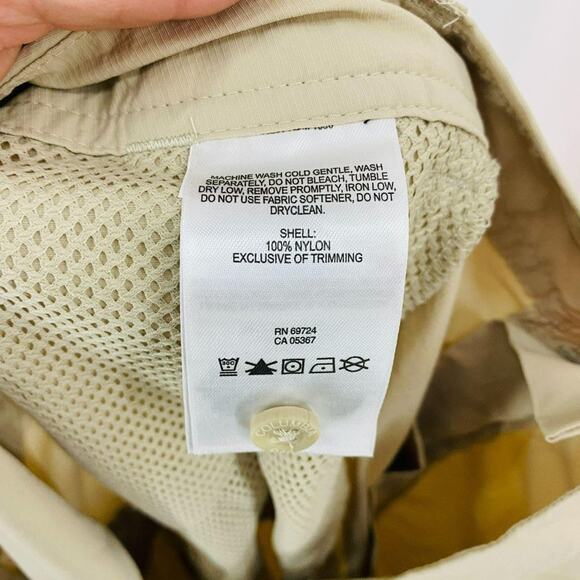 MACHINE WASH COLD GENTLE, WASH
SEPARATELY, DO NOT BLEACH, TUMBLE
DRY LOW, REMOVE PROMPTLY, IRON LOW,
DO NOT USE FABRIC SOFTENER, DO NOT
DRYCLEAN.
SHELL:
100% NYLON
EXCLUSIVE OF TRIMMING
RN 69724
CA 05367